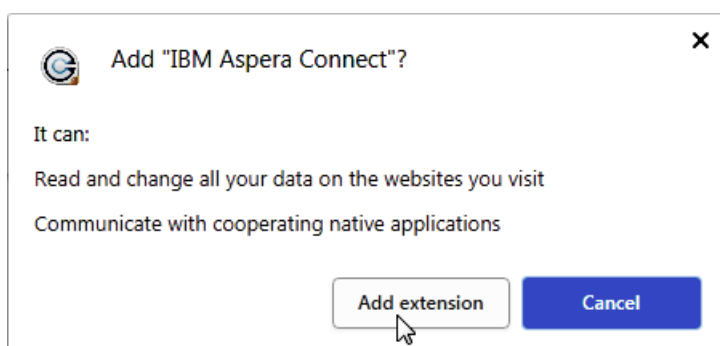 Add "IBM Aspera Connect"?
It can:
Read and change all your data on the websites you visit
Communicate with cooperating native applications
Add extension
Cancel